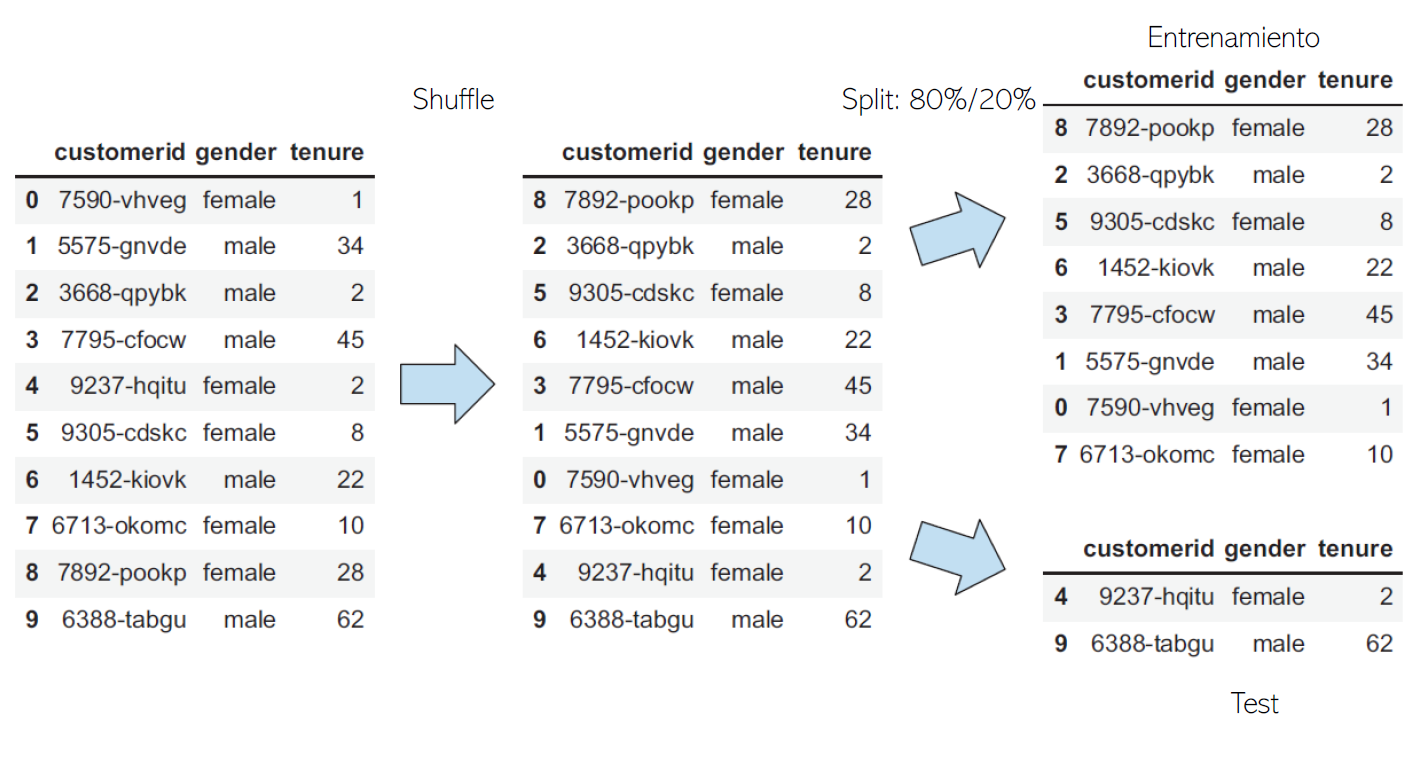 Shuffle
customerid gender tenure
0 7590-vhveg female 1
1 5575-gnvde male 34
2 3668-qpybk male 2
3 7795-cfocw male 45
4 9237-hqitu female 2
5 9305-cdskc female 8
6 1452-kiovk male 22
7 6713-okomc female 10
8 7892-pookp female 28
9 6388-tabgu male 62
Split: 80%/20%
customerid gender tenure
8 7892-pookp female 28
2 3668-qpybk male 2
5 9305-cdskc female 8
6 1452-kiovk male 22
3 7795-cfocw male 45
1 5575-gnvde male 34
0 7590-vhveg female 1
7 6713-okomc female 10
4 9237-hqitu female 2
9 6388-tabgu male 62
Entrenamiento
customerid gender tenure
8 7892-pookp female 28
2 3668-qpybk male 2
5 9305-cdskc female 8
6 1452-kiovk male 22
3 7795-cfocw male 45
1 5575-gnvde male 34
0 7590-vhveg female 1
7 6713-okomc female 10
customerid gender tenure
4 9237-hqitu female 2
9 6388-tabgu male 62
Test